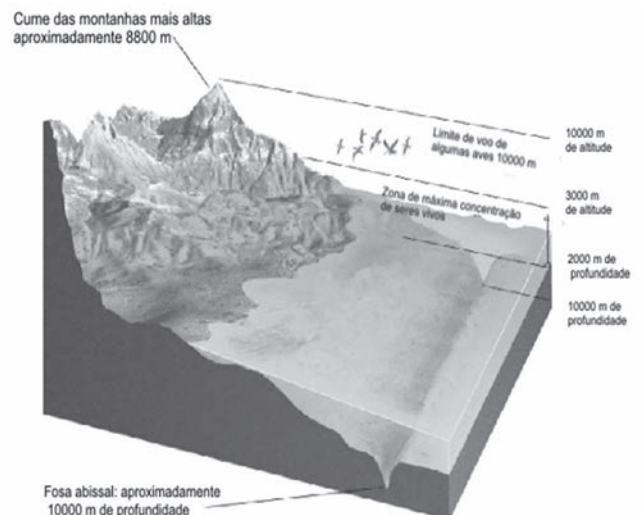 Cume das montanhas mais altas
aproximadamente 8800 m
Limite de voo de
algumas aves 10000 m
10000 m
de altitude
Zona de máxima concentração
de seres vivos
3000 m
de altitude
2000 m de
profundidade
10000 m de
profundidade
Fosa abissal: aproximadamente
10000 m de profundidade